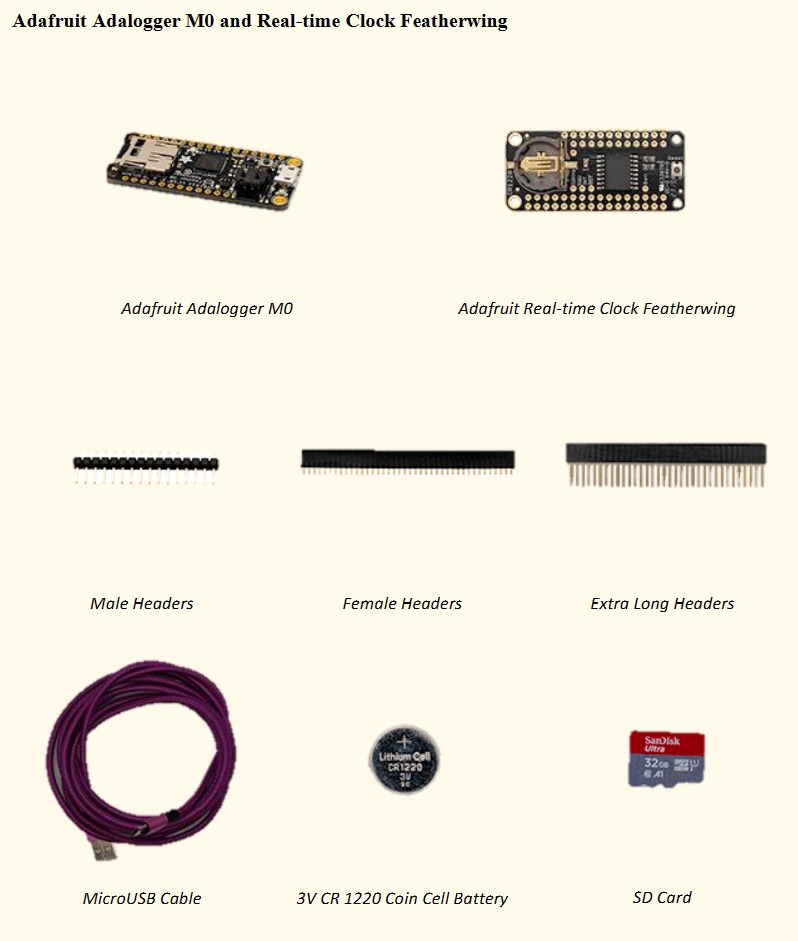 Adafruit Adalogger M0 and Real-time Clock Featherwing
Adafruit Adalogger M0
Adafruit Real-time Clock Featherwing
Male Headers
Female Headers
Extra Long Headers
+
Lithium Cell
CR1220
3V
SC
SanDisk
Ultra
32GB
A1
MicroUSB Cable
3V CR 1220 Coin Cell Battery
SD Card